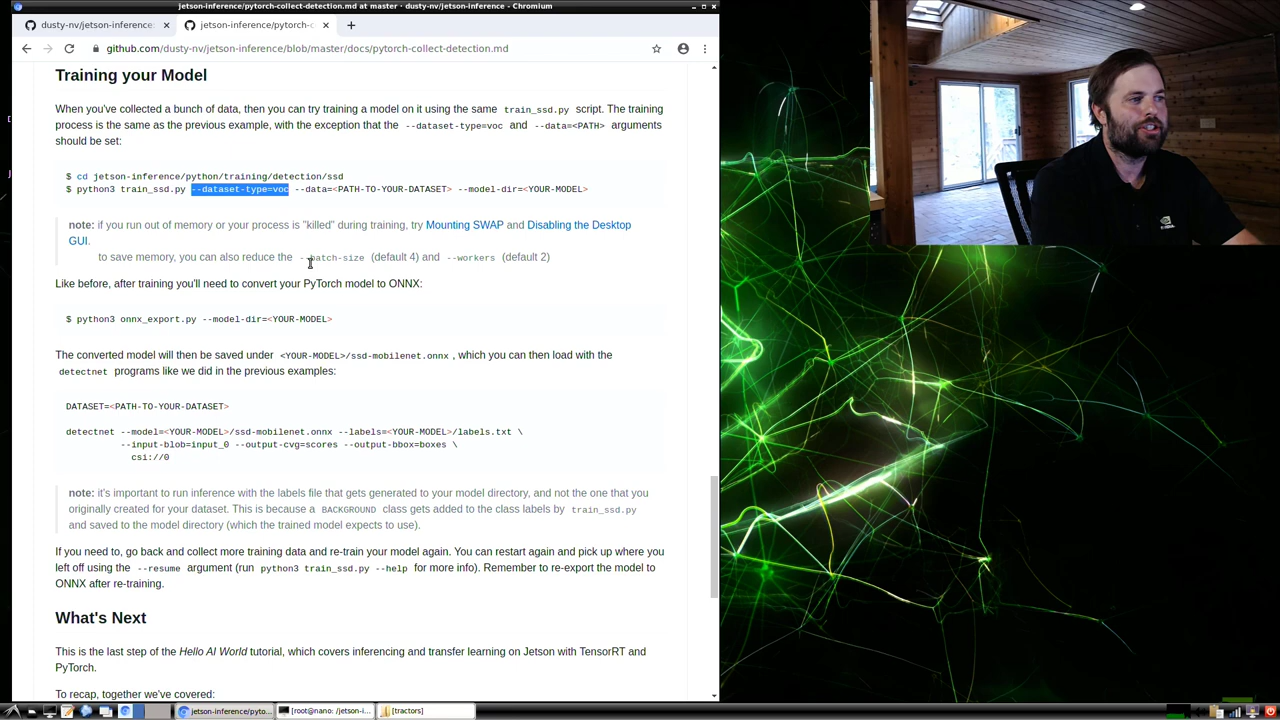 jetson-inference/pytorch-collect-detection.md at master · dusty-nv/jetson-inference - Chromium
dusty-nv/jetson-inference:
jetson-inference/pytorch-c
github.com/dusty-nv/jetson-inference/blob/master/docs/pytorch-collect-detection.md
Training your Model
When you've collected a bunch of data, then you can try training a model on it using the same train_ssd.py script. The training
process is the same as the previous example, with the exception that the --dataset-type=voc and --data=<PATH> arguments
should be set:
$ cd jetson-inference/python/training/detection/ssd
$ python3 train_ssd.py --dataset-type=voc --data=<PATH-TO-YOUR-DATASET> --model-dir=<YOUR-MODEL>
note: if you run out of memory or your process is "killed" during training, try Mounting SWAP and Disabling the Desktop
GUI.
to save memory, you can also reduce the --batch-size (default 4) and --workers (default 2)
Like before, after training you'll need to convert your PyTorch model to ONNX:
$ python3 onnx_export.py --model-dir=<YOUR-MODEL>
The converted model will then be saved under <YOUR-MODEL>/ssd-mobilenet.onnx, which you can then load with the
detectnet programs like we did in the previous examples:
DATASET=<PATH-TO-YOUR-DATASET>
detectnet --model=<YOUR-MODEL>/ssd-mobilenet.onnx --labels=<YOUR-MODEL>/labels.txt \
--input-blob=input_0 --output-cvg=scores --output-bbox=boxes \
csi://0
note: it's important to run inference with the labels file that gets generated to your model directory, and not the one that you
originally created for your dataset. This is because a BACKGROUND class gets added to the class labels by train_ssd.py
and saved to the model directory (which the trained model expects to use).
If you need to, go back and collect more training data and re-train your model again. You can restart again and pick up where you
left off using the --resume argument (run python3 train_ssd.py --help for more info). Remember to re-export the model to
ONNX after re-training.
What's Next
This is the last step of the Hello AI World tutorial, which covers inferencing and transfer learning on Jetson with TensorRT and
PyTorch.
To recap, together we've covered:
jetson-inference/pyto...
[root@nano: /jetson-i...
[tractors]